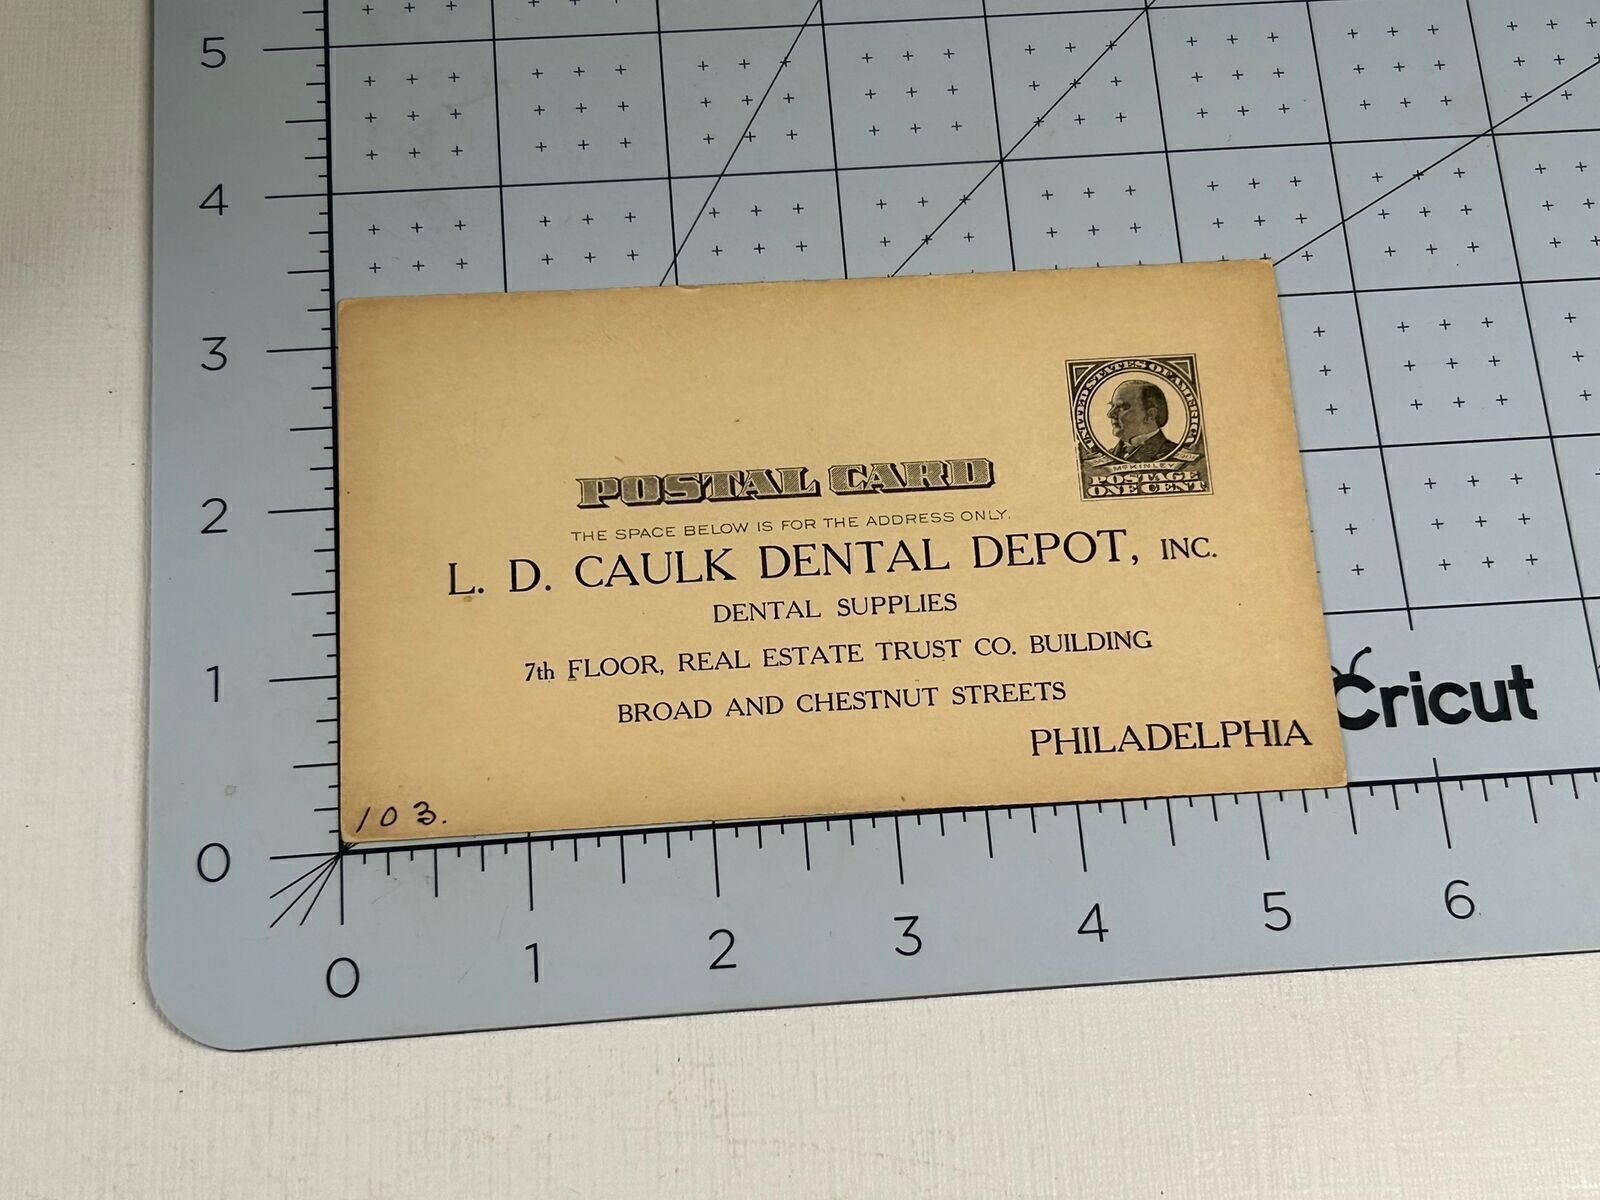 5
4
3
2
1
0
UNITED STATES OF AMERICA
McKINLEY
POSTAGE
ONE CENT
POSTAL CARD
THE SPACE BELOW IS FOR THE ADDRESS ONLY.
L. D. CAULK DENTAL DEPOT, INC.
DENTAL SUPPLIES
7th FLOOR, REAL ESTATE TRUST CO. BUILDING
BROAD AND CHESTNUT STREETS
PHILADELPHIA
103.
Cricut
0 1 2 3 4 5 6